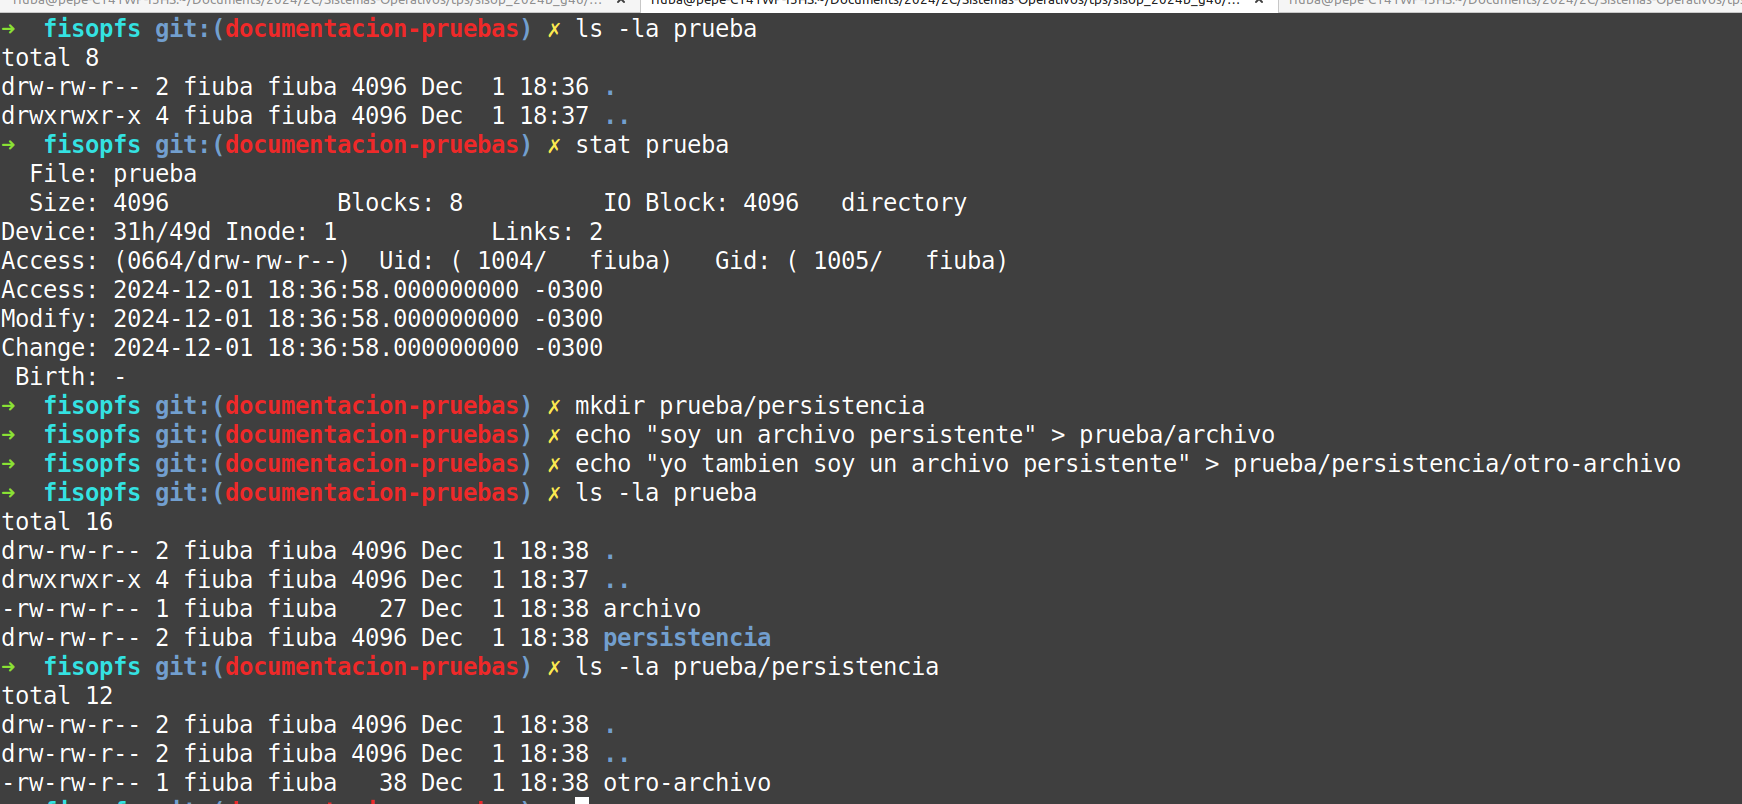 ➜  fisopfs git:(documentacion-pruebas) ✗ ls -la prueba
total 8
drw-rw-r-- 2 fiuba fiuba 4096 Dec  1 18:36 .
drwxrwxr-x 4 fiuba fiuba 4096 Dec  1 18:37 ..
➜  fisopfs git:(documentacion-pruebas) ✗ stat prueba
  File: prueba
  Size: 4096            Blocks: 8          IO Block: 4096   directory
Device: 31h/49d Inode: 1           Links: 2
Access: (0664/drw-rw-r--)  Uid: ( 1004/   fiuba)   Gid: ( 1005/   fiuba)
Access: 2024-12-01 18:36:58.000000000 -0300
Modify: 2024-12-01 18:36:58.000000000 -0300
Change: 2024-12-01 18:36:58.000000000 -0300
 Birth: -
➜  fisopfs git:(documentacion-pruebas) ✗ mkdir prueba/persistencia
➜  fisopfs git:(documentacion-pruebas) ✗ echo "soy un archivo persistente" > prueba/archivo
➜  fisopfs git:(documentacion-pruebas) ✗ echo "yo tambien soy un archivo persistente" > prueba/persistencia/otro-archivo
➜  fisopfs git:(documentacion-pruebas) ✗ ls -la prueba
total 16
drw-rw-r-- 2 fiuba fiuba 4096 Dec  1 18:38 .
drwxrwxr-x 4 fiuba fiuba 4096 Dec  1 18:37 ..
-rw-rw-r-- 1 fiuba fiuba   27 Dec  1 18:38 archivo
drw-rw-r-- 2 fiuba fiuba 4096 Dec  1 18:38 persistencia
➜  fisopfs git:(documentacion-pruebas) ✗ ls -la prueba/persistencia
total 12
drw-rw-r-- 2 fiuba fiuba 4096 Dec  1 18:38 .
drw-rw-r-- 2 fiuba fiuba 4096 Dec  1 18:38 ..
-rw-rw-r-- 1 fiuba fiuba   38 Dec  1 18:38 otro-archivo